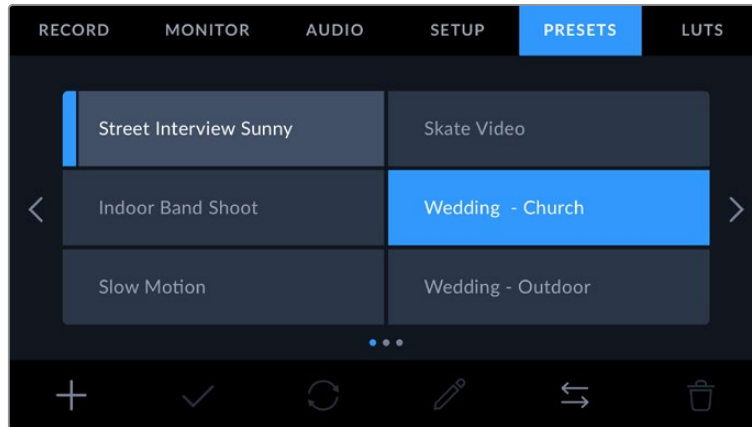 RECORD MONITOR AUDIO SETUP PRESETS LUTS
Street Interview Sunny
Skate Video
Indoor Band Shoot
Wedding - Church
Slow Motion
Wedding - Outdoor